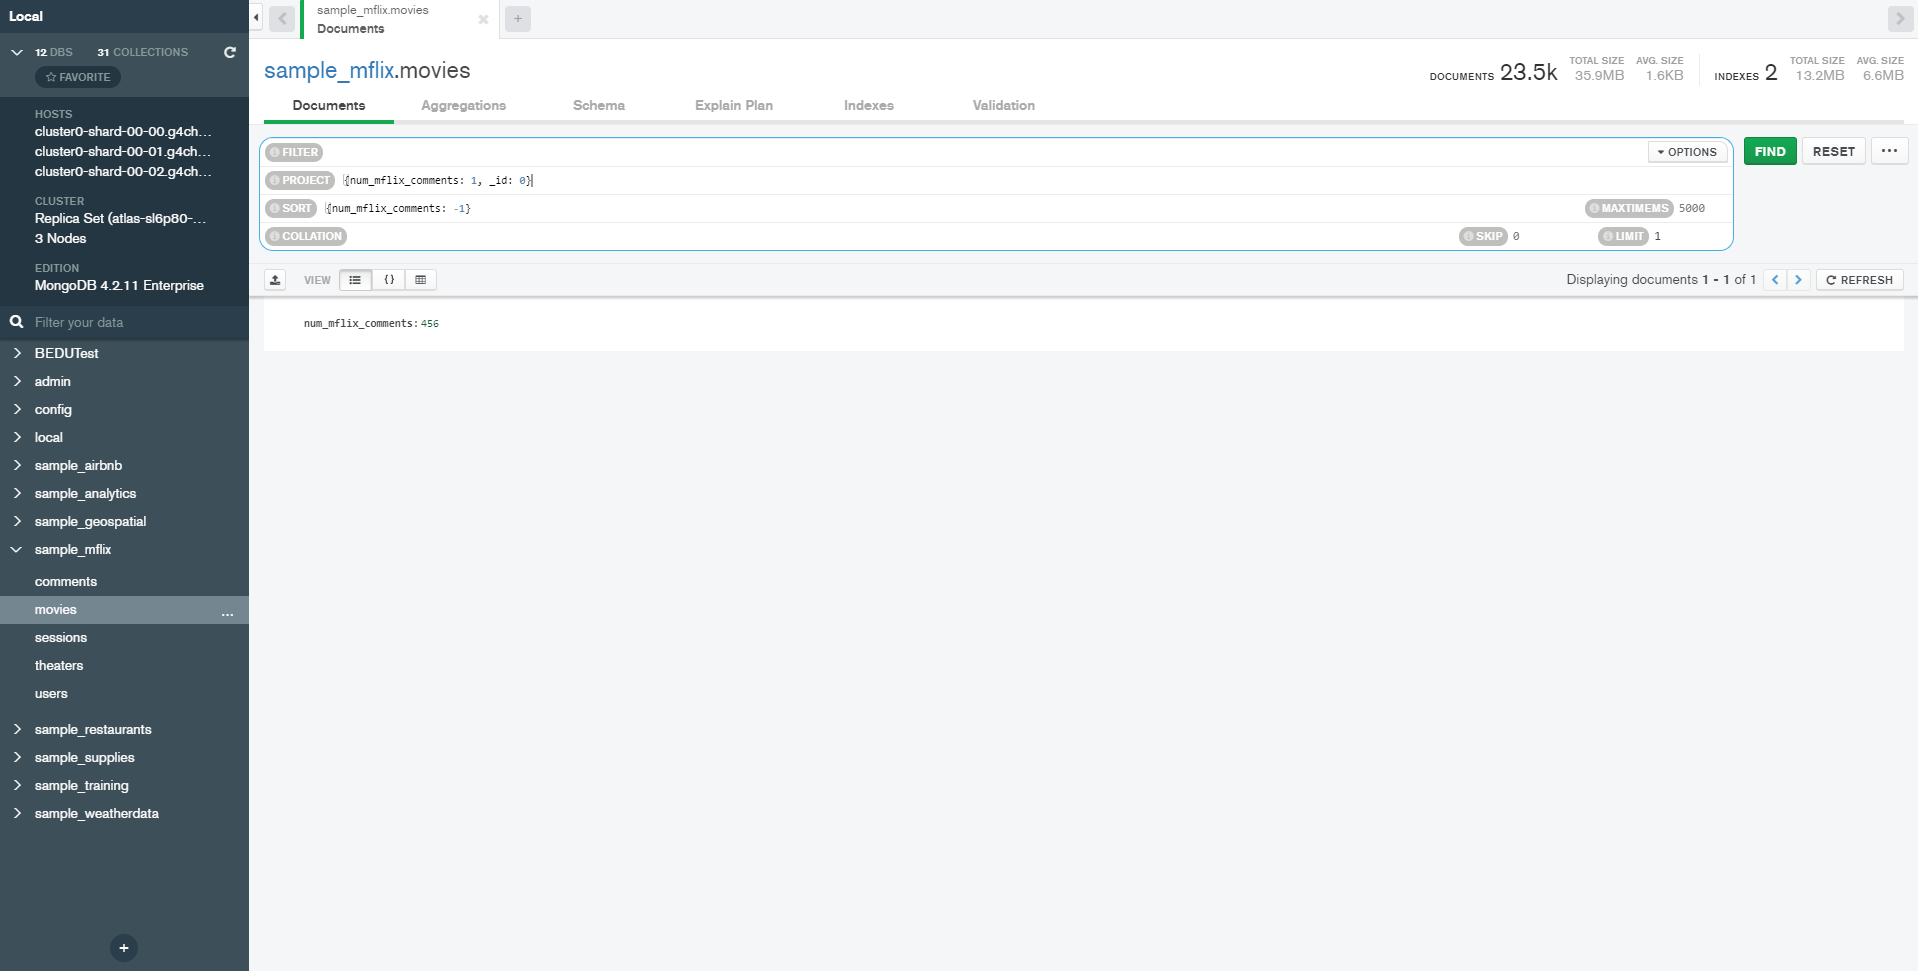 Local
12 DBS 31 COLLECTIONS
FAVORITE
HOSTS
cluster0-shard-00-00.g4ch...
cluster0-shard-00-01.g4ch...
cluster0-shard-00-02.g4ch...
CLUSTER
Replica Set (atlas-sl6p80-...
3 Nodes
EDITION
MongoDB 4.2.11 Enterprise
Filter your data
BEDUTest
admin
config
local
sample_airbnb
sample_analytics
sample_geospatial
sample_mflix
comments
movies ...
sessions
theaters
users
sample_restaurants
sample_supplies
sample_training
sample_weatherdata
+
sample_mflix.movies
Documents
+
sample_mflix.movies
DOCUMENTS 23.5k TOTAL SIZE 35.9MB AVG. SIZE 1.6KB INDEXES 2 TOTAL SIZE 13.2MB AVG. SIZE 6.6MB
Documents Aggregations Schema Explain Plan Indexes Validation
FILTER OPTIONS FIND RESET ...
PROJECT {num_mflix_comments: 1, _id: 0}
SORT {num_mflix_comments: -1} MAXTIMEMS 5000
COLLATION SKIP 0 LIMIT 1
VIEW {} Displaying documents 1 - 1 of 1 < > REFRESH
num_mflix_comments: 456